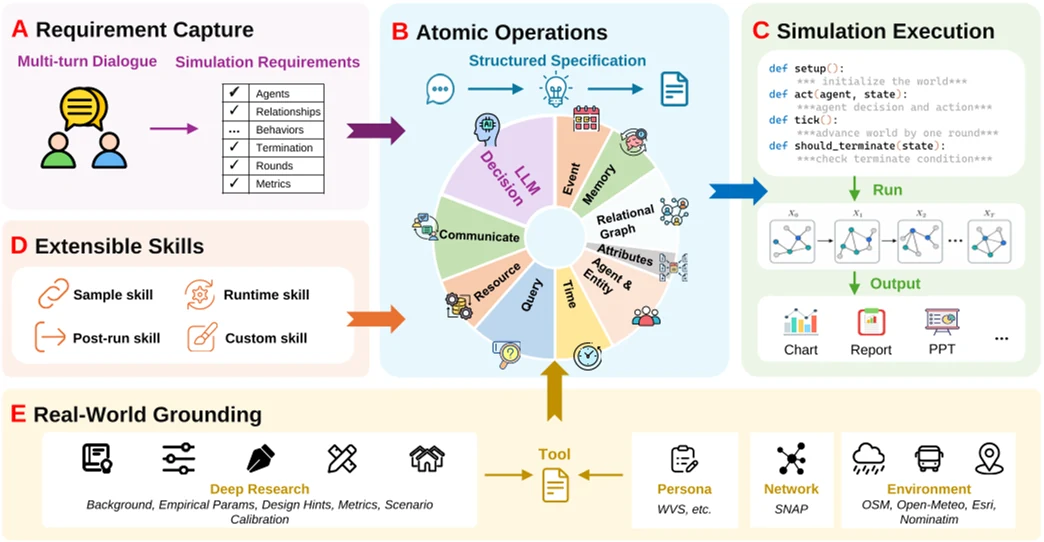 A Requirement Capture
Multi-turn Dialogue
Simulation Requirements
✓ Agents
✓ Relationships
... Behaviors
✓ Termination
✓ Rounds
✓ Metrics
B Atomic Operations
Structured Specification
LLM
Decision
Event
Memory
Relational
Graph
Attributes
Agent &
Entity
Time
Query
Resource
Communicate
C Simulation Execution
def setup():
*** initialize the world***
def act(agent, state):
***agent decision and action***
def tick():
***advance world by one round***
def should_terminate(state):
***check terminate condition***
Run
X0 X1 X2 ... XT
Output
Chart Report PPT ...
D Extensible Skills
Sample skill
Runtime skill
Post-run skill
Custom skill
E Real-World Grounding
Deep Research
Background, Empirical Params, Design Hints, Metrics, Scenario
Calibration
Tool
Persona
WVS, etc.
Network
SNAP
Environment
OSM, Open-Meteo, Esri,
Nominatim